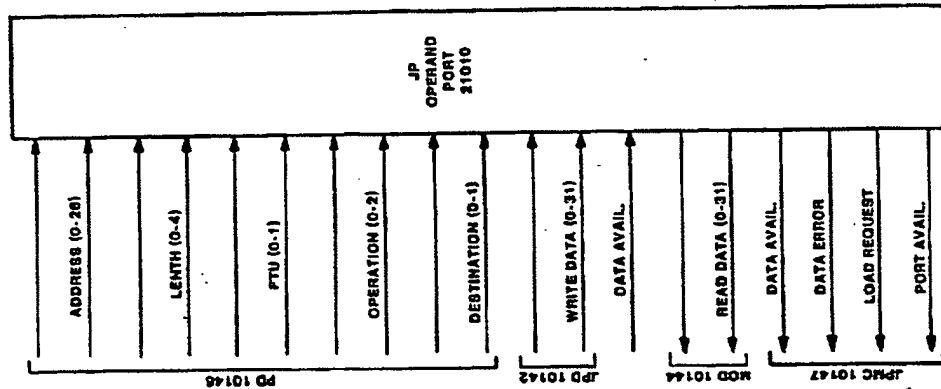 JP
OPERAND
PORT
21010
ADDRESS (0-28)
LENTH (0-4)
FTU (0-1)
OPERATION (0-2)
DESTINATION (0-1)
WRITE DATA (0-31)
DATA AVAIL.
READ DATA (0-31)
DATA AVAIL.
DATA ERROR
LOAD REQUEST
PORT AVAIL.
PD 10146
JPD 10142
MOD 10144
JPMC 10147